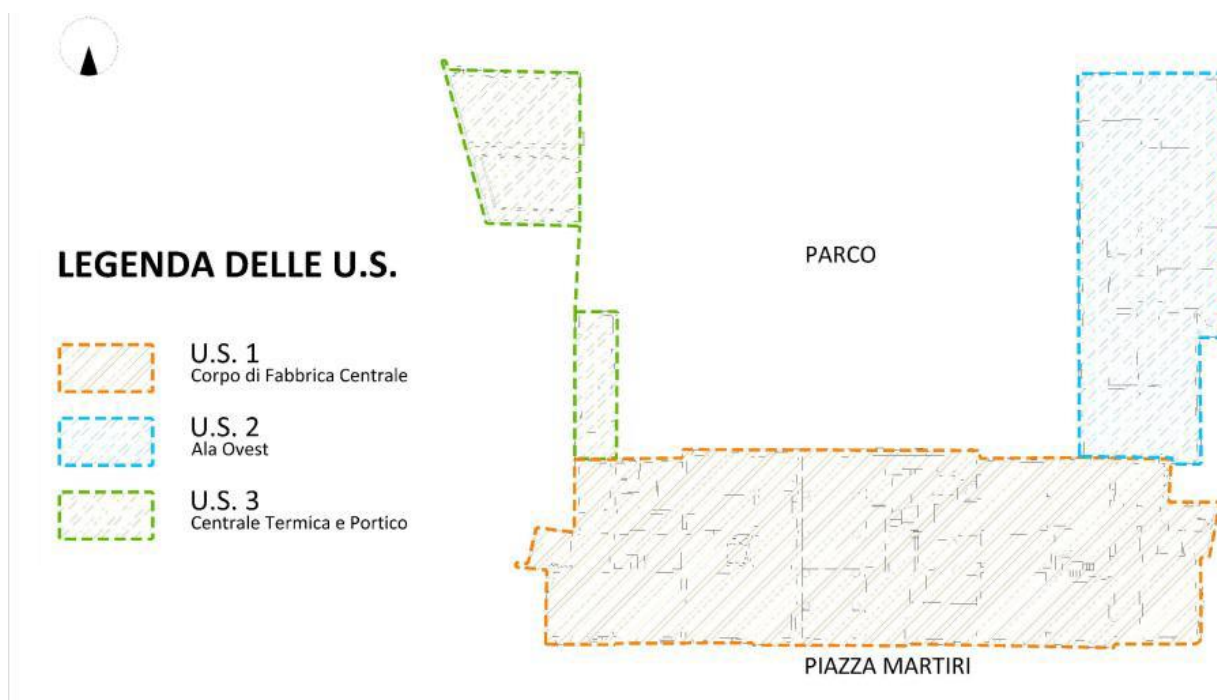 PARCO
LEGENDA DELLE U.S.
U.S. 1
Corpo di Fabbrica Centrale
U.S. 2
Ala Ovest
U.S. 3
Centrale Termica e Portico
PIAZZA MARTIRI